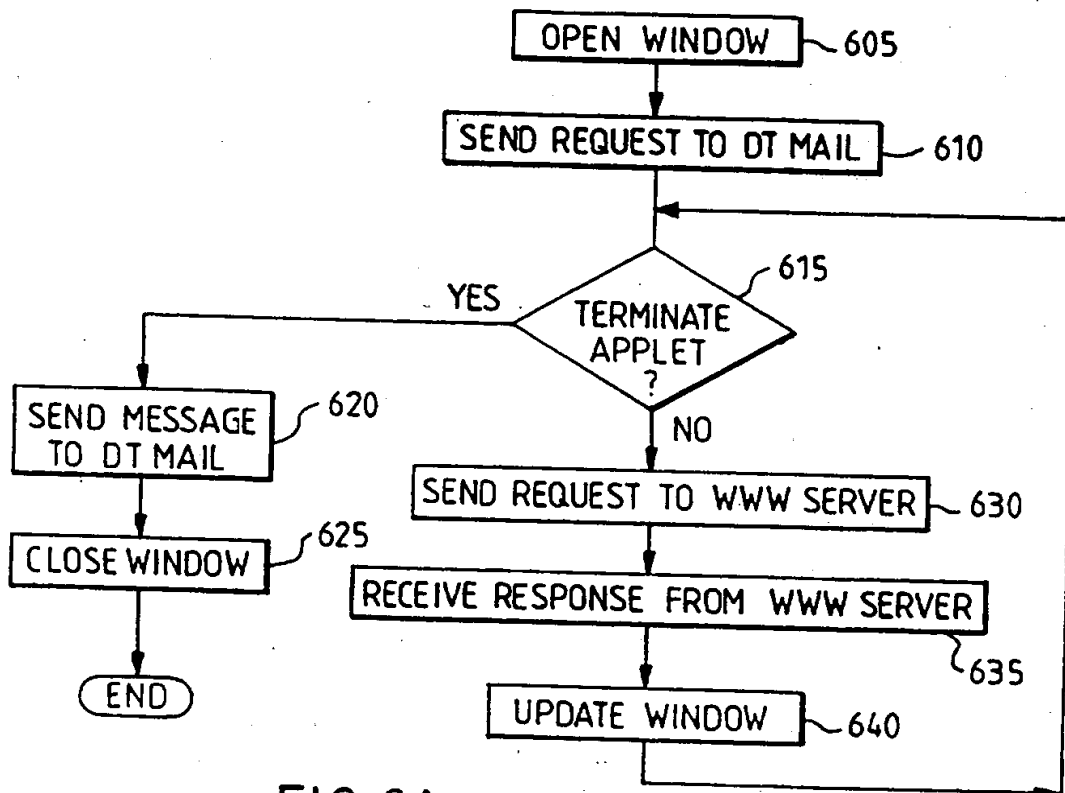 OPEN WINDOW
605
SEND REQUEST TO DT MAIL
610
615
YES
TERMINATE
APPLET
?
NO
SEND MESSAGE
TO DT MAIL
620
SEND REQUEST TO WWW SERVER
630
CLOSE WINDOW
625
RECEIVE RESPONSE FROM WWW SERVER
635
END
UPDATE WINDOW
640